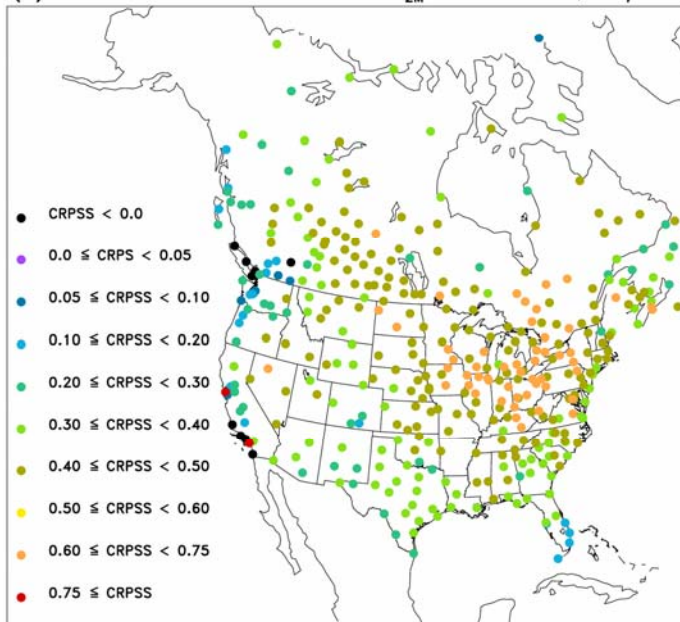 2M
CRPSS < 0.0
0.0 ≦ CRPS < 0.05
0.05 ≦ CRPSS < 0.10
0.10 ≦ CRPSS < 0.20
0.20 ≦ CRPSS < 0.30
0.30 ≦ CRPSS < 0.40
0.40 ≦ CRPSS < 0.50
0.50 ≦ CRPSS < 0.60
0.60 ≦ CRPSS < 0.75
0.75 ≦ CRPSS